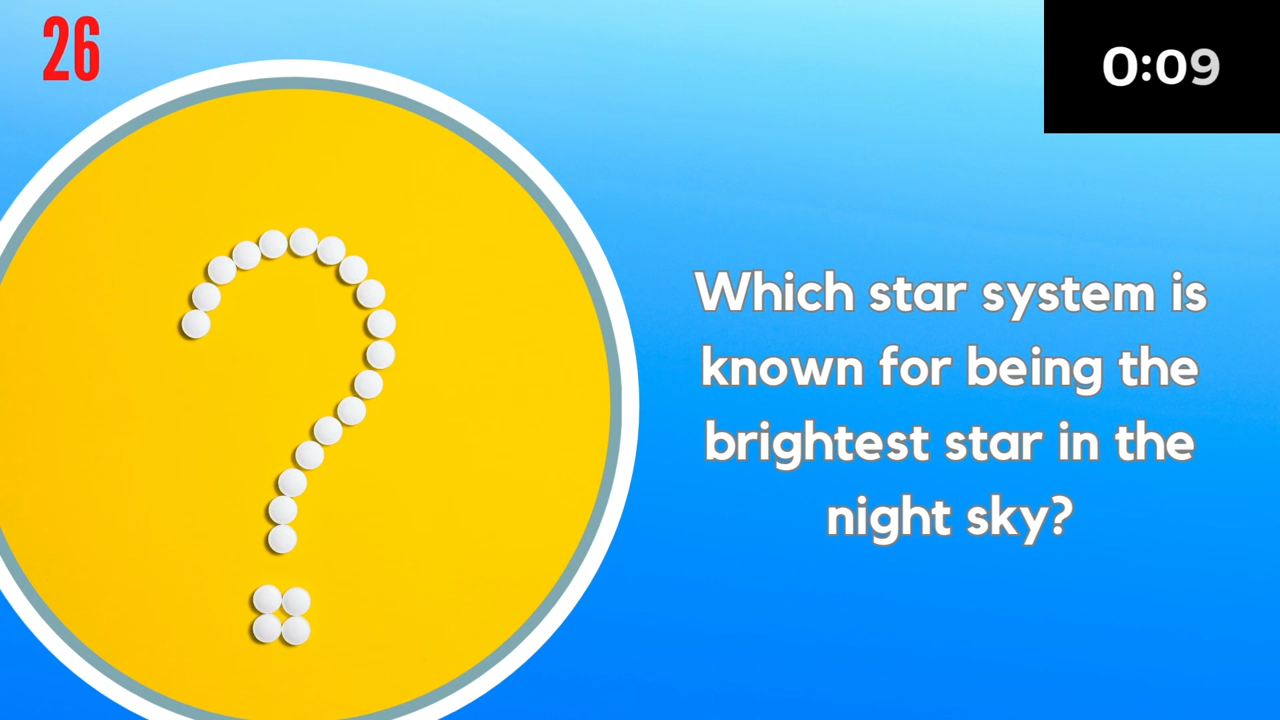 26
0:09
Which star system is
known for being the
brightest star in the
night sky?